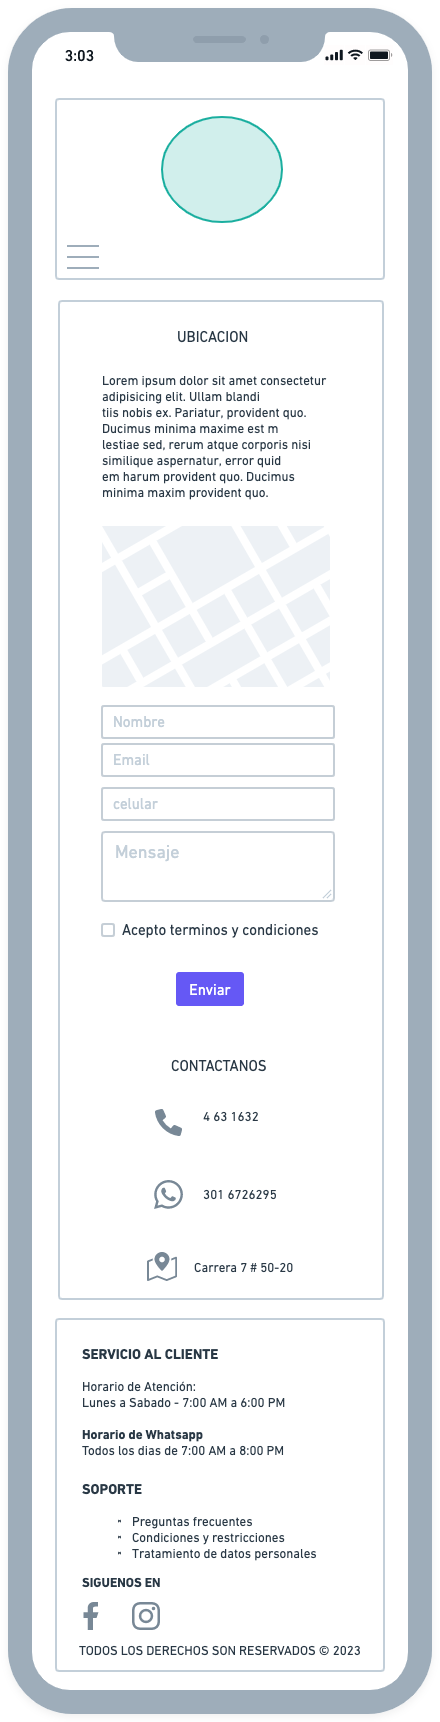 3:03
UBICACION
Lorem ipsum dolor sit amet consectetur
adipisicing elit. Ullam blandi
tiis nobis ex. Pariatur, provident quo.
Ducimus minima maxime est m
lestiae sed, rerum atque corporis nisi
similique aspernatur, error quid
em harum provident quo. Ducimus
minima maxim provident quo.
Nombre
Email
celular
Mensaje
Acepto terminos y condiciones
Enviar
CONTACTANOS
4 63 1632
301 6726295
Carrera 7 # 50-20
SERVICIO AL CLIENTE
Horario de Atención:
Lunes a Sabado - 7:00 AM a 6:00 PM
Horario de Whatsapp
Todos los dias de 7:00 AM a 8:00 PM
SOPORTE
- Preguntas frecuentes
- Condiciones y restricciones
- Tratamiento de datos personales
SIGUENOS EN
TODOS LOS DERECHOS SON RESERVADOS © 2023